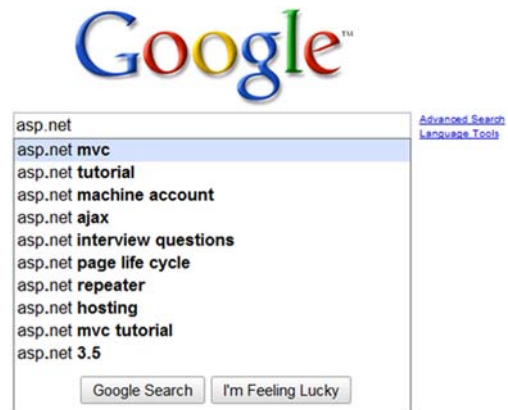 Google™
asp.net
Advanced Search
Language Tools
asp.net mvc
asp.net tutorial
asp.net machine account
asp.net ajax
asp.net interview questions
asp.net page life cycle
asp.net repeater
asp.net hosting
asp.net mvc tutorial
asp.net 3.5
Google Search
I'm Feeling Lucky